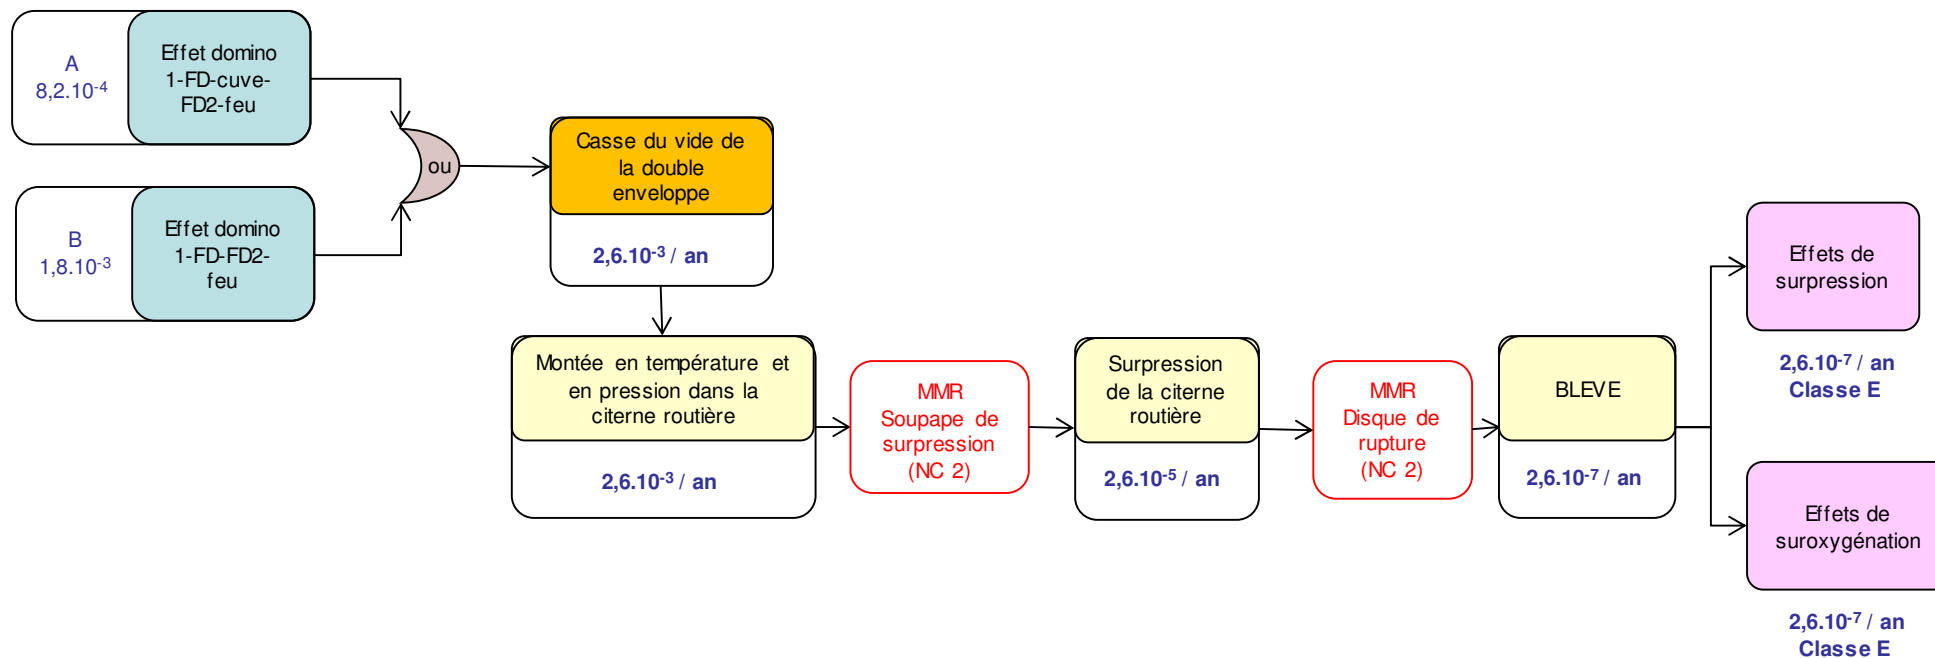 A
8,2.10-4
Effet domino
1-FD-cuve-
FD2-feu
B
1,8.10-3
Effet domino
1-FD-FD2-
feu
ou
Casse du vide de
la double
enveloppe
2,6.10-3 / an
Montée en température et
en pression dans la
citerne routière
2,6.10-3 / an
MMR
Soupape de
surpression
(NC 2)
Surpression
de la citerne
routière
2,6.10-5 / an
MMR
Disque de
rupture
(NC 2)
BLEVE
2,6.10-7 / an
Effets de
surpression
2,6.10-7 / an
Classe E
Effets de
suroxygénation
2,6.10-7 / an
Classe E